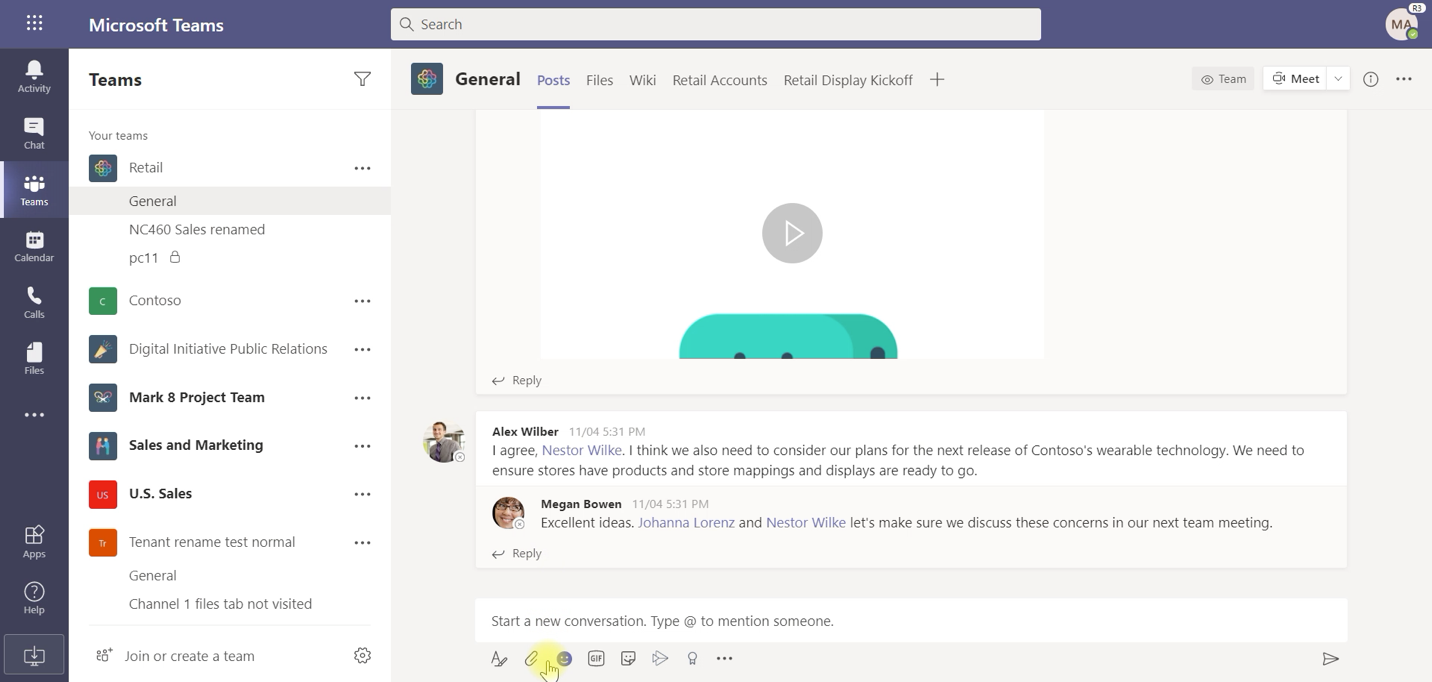 Microsoft Teams
Search
R3
MA
Activity
Chat
Teams
Calendar
Calls
Files
Apps
Help
Teams
Your teams
Retail
General
NC460 Sales renamed
pc11
C
Contoso
Digital Initiative Public Relations
Mark 8 Project Team
Sales and Marketing
US
U.S. Sales
Tr
Tenant rename test normal
General
Channel 1 files tab not visited
Join or create a team
General Posts Files Wiki Retail Accounts Retail Display Kickoff
Team
Meet
Reply
Alex Wilber 11/04 5:31 PM
I agree, Nestor Wilke. I think we also need to consider our plans for the next release of Contoso's wearable technology. We need to
ensure stores have products and store mappings and displays are ready to go.
Megan Bowen 11/04 5:31 PM
Excellent ideas. Johanna Lorenz and Nestor Wilke let's make sure we discuss these concerns in our next team meeting.
Reply
Start a new conversation. Type @ to mention someone.
GIF